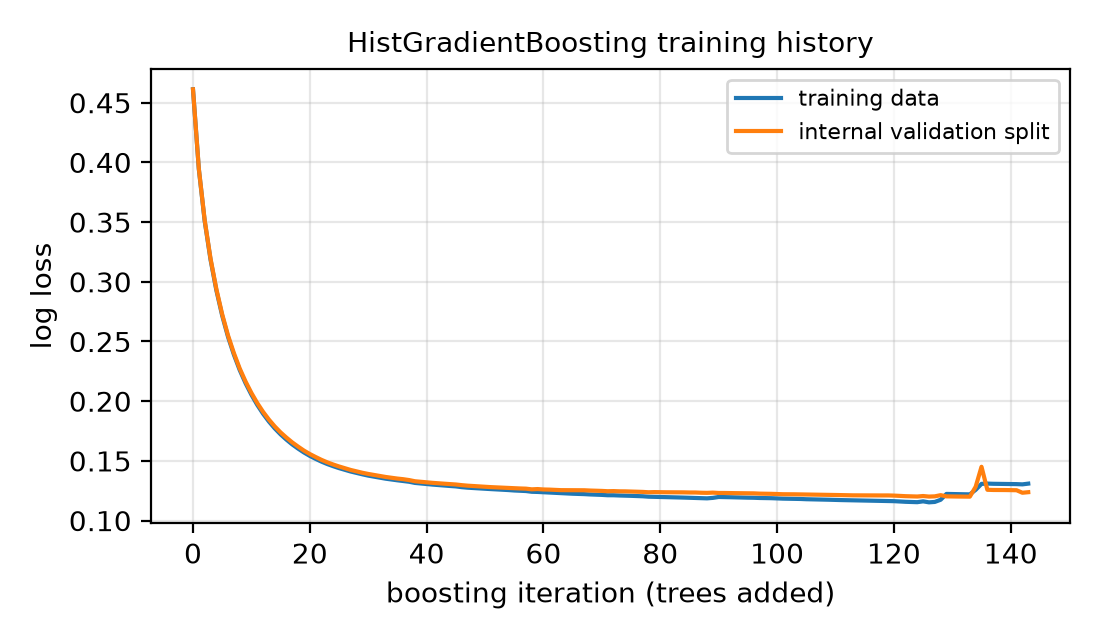 HistGradientBoosting training history
training data
internal validation split
log loss
0.45
0.40
0.35
0.30
0.25
0.20
0.15
0.10
0 20 40 60 80 100 120 140
boosting iteration (trees added)